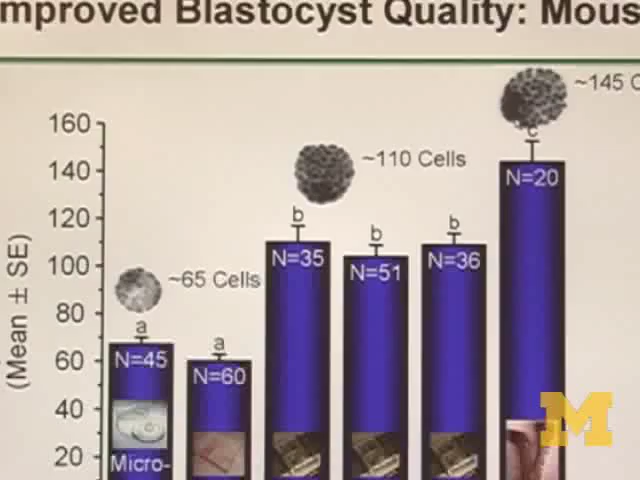 mproved Blastocyst Quality: Mous
~145 C
160
c
140
~110 Cells
N=20
120
b
b
b
N=35
N=51
N=36
100
~65 Cells
(Mean ± SE)
80
a
a
N=45
N=60
60
40
M
20
Micro-